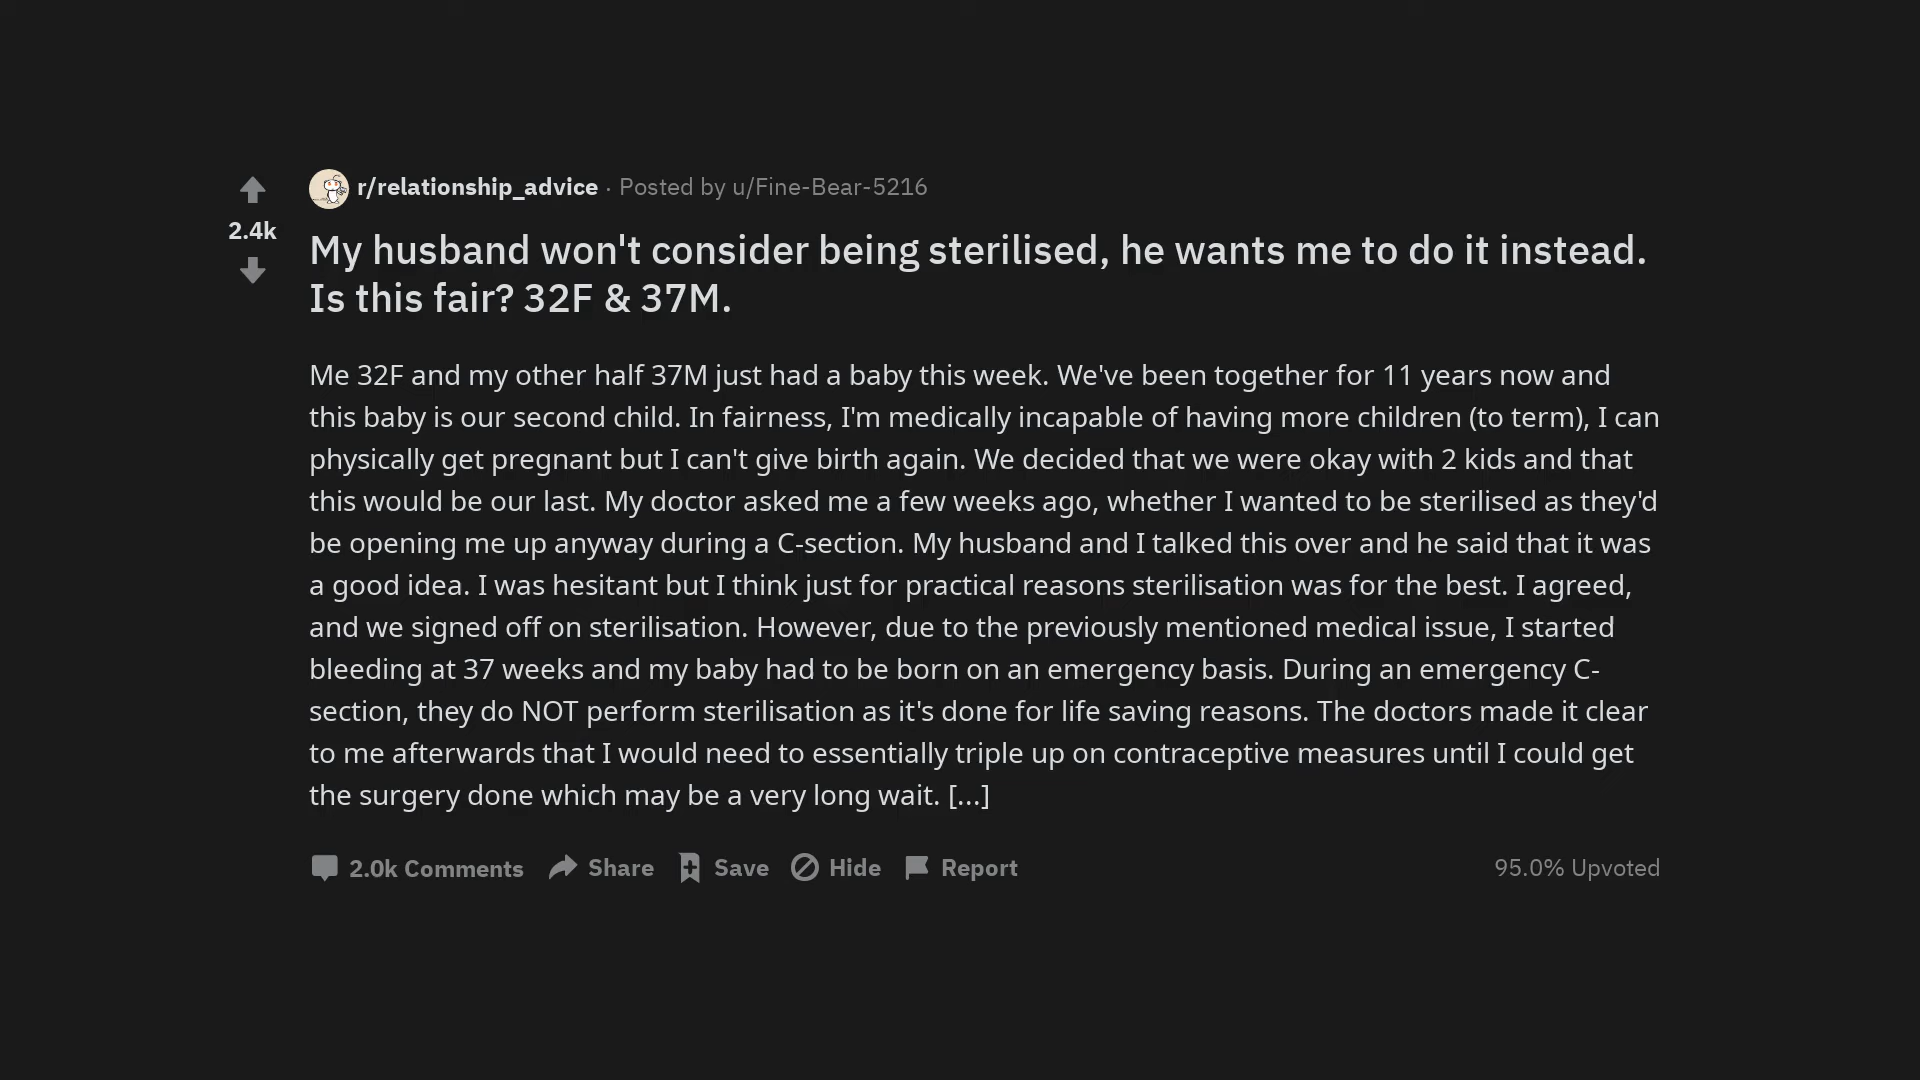 r/relationship_advice · Posted by u/Fine-Bear-5216
2.4k
My husband won't consider being sterilised, he wants me to do it instead.
Is this fair? 32F & 37M.
Me 32F and my other half 37M just had a baby this week. We've been together for 11 years now and
this baby is our second child. In fairness, I'm medically incapable of having more children (to term), I can
physically get pregnant but I can't give birth again. We decided that we were okay with 2 kids and that
this would be our last. My doctor asked me a few weeks ago, whether I wanted to be sterilised as they'd
be opening me up anyway during a C-section. My husband and I talked this over and he said that it was
a good idea. I was hesitant but I think just for practical reasons sterilisation was for the best. I agreed,
and we signed off on sterilisation. However, due to the previously mentioned medical issue, I started
bleeding at 37 weeks and my baby had to be born on an emergency basis. During an emergency C-
section, they do NOT perform sterilisation as it's done for life saving reasons. The doctors made it clear
to me afterwards that I would need to essentially triple up on contraceptive measures until I could get
the surgery done which may be a very long wait. [...]
2.0k Comments Share Save Hide Report 95.0% Upvoted